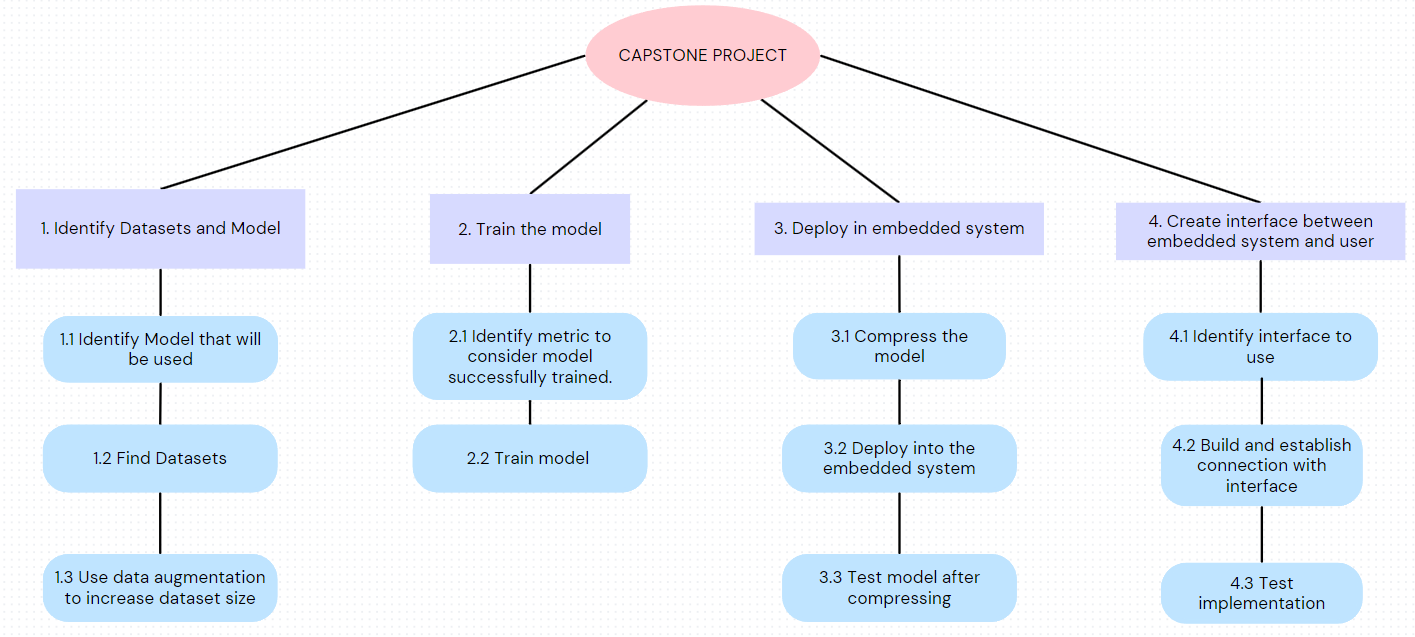 CAPSTONE PROJECT
1. Identify Datasets and Model
2. Train the model
3. Deploy in embedded system
4. Create interface between
embedded system and user
1.1 Identify Model that will
be used
2.1 Identify metric to
consider model
successfully trained.
3.1 Compress the
model
4.1 Identify interface to
use
1.2 Find Datasets
2.2 Train model
3.2 Deploy into the
embedded system
4.2 Build and establish
connection with
interface
1.3 Use data augmentation
to increase dataset size
3.3 Test model after
compressing
4.3 Test
implementation